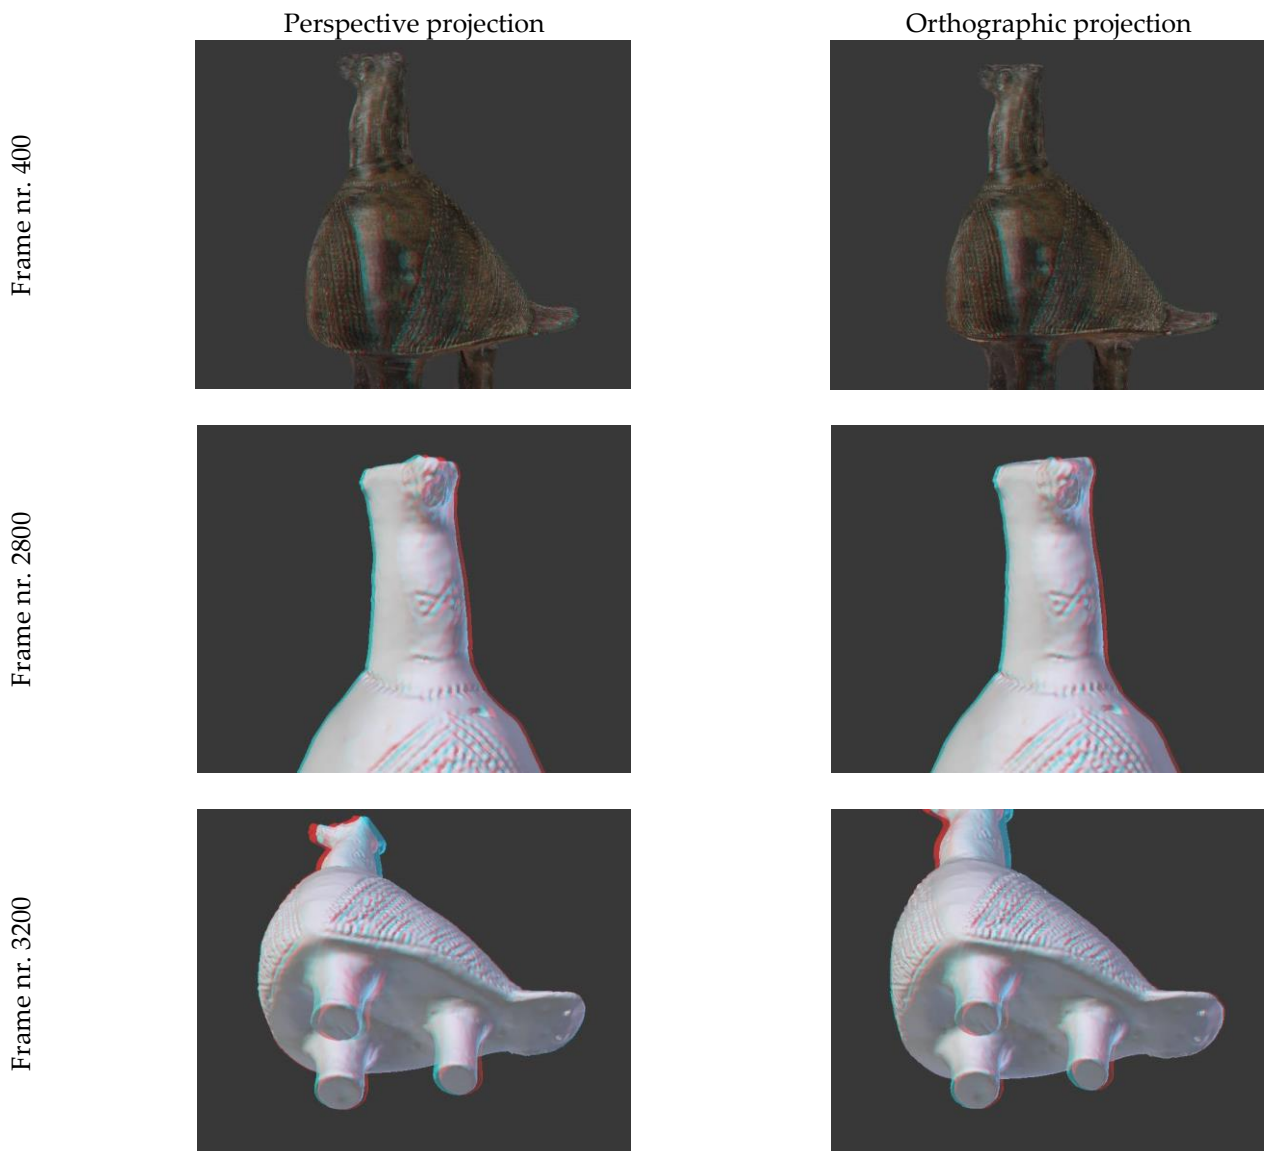 Perspective projection
Orthographic projection
Frame nr. 400
Frame nr. 2800
Frame nr. 3200